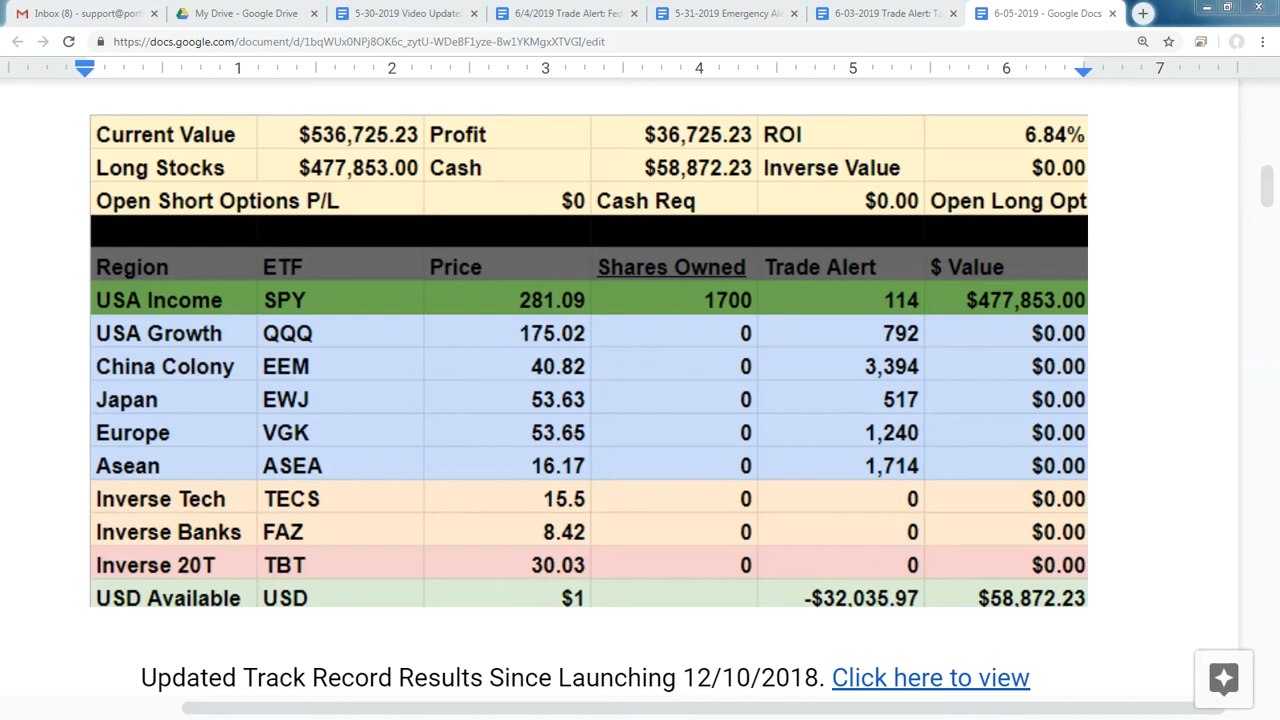 Inbox (8) - support@port
My Drive - Google Drive
5-30-2019 Video Update
6/4/2019 Trade Alert: Fe
5-31-2019 Emergency Al
6-03-2019 Trade Alert: T
6-05-2019 - Google Docs
https://docs.google.com/document/d/1bqWUx0NPj8OK6c_zytU-WDeBF1yze-Bw1YKMgxXTVGI/edit
1 2 3 4 5 6 7
Current Value $536,725.23 Profit $36,725.23 ROI 6.84%
Long Stocks $477,853.00 Cash $58,872.23 Inverse Value $0.00
Open Short Options P/L $0 Cash Req $0.00 Open Long Opt
Region ETF Price Shares Owned Trade Alert $ Value
USA Income SPY 281.09 1700 114 $477,853.00
USA Growth QQQ 175.02 0 792 $0.00
China Colony EEM 40.82 0 3,394 $0.00
Japan EWJ 53.63 0 517 $0.00
Europe VGK 53.65 0 1,240 $0.00
Asean ASEA 16.17 0 1,714 $0.00
Inverse Tech TECS 15.5 0 0 $0.00
Inverse Banks FAZ 8.42 0 0 $0.00
Inverse 20T TBT 30.03 0 0 $0.00
USD Available USD $1 -$32,035.97 $58,872.23
Updated Track Record Results Since Launching 12/10/2018. Click here to view